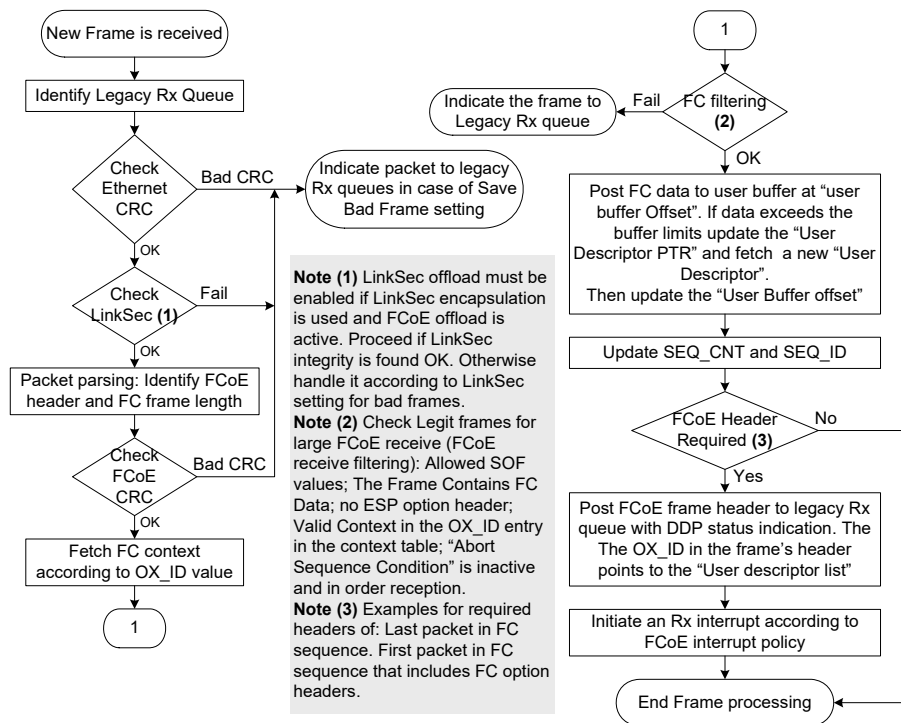 New Frame is received
Identify Legacy Rx Queue
Check
Ethernet
CRC
Bad CRC
Indicate packet to legacy
Rx queues in case of Save
Bad Frame setting
OK
Check
LinkSec (1)
Fail
OK
Packet parsing: Identify FCoE
header and FC frame length
Check
FCoE
CRC
Bad CRC
OK
Fetch FC context
according to OX_ID value
1
Note (1) LinkSec offload must be
enabled if LinkSec encapsulation
is used and FCoE offload is
active. Proceed if LinkSec
integrity is found OK. Otherwise
handle it according to LinkSec
setting for bad frames.
Note (2) Check Legit frames for
large FCoE receive (FCoE
receive filtering): Allowed SOF
values; The Frame Contains FC
Data; no ESP option header;
Valid Context in the OX_ID entry
in the context table; “Abort
Sequence Condition” is inactive
and in order reception.
Note (3) Examples for required
headers of: Last packet in FC
sequence. First packet in FC
sequence that includes FC option
headers.
1
FC filtering
(2)
Fail
Indicate the frame to
Legacy Rx queue
OK
Post FC data to user buffer at “user
buffer Offset”. If data exceeds the
buffer limits update the “User
Descriptor PTR” and fetch a new “User
Descriptor”.
Then update the “User Buffer offset”
Update SEQ_CNT and SEQ_ID
FCoE Header
Required (3)
No
Yes
Post FCoE frame header to legacy Rx
queue with DDP status indication. The
The OX_ID in the frame’s header
points to the “User descriptor list”
Initiate an Rx interrupt according to
FCoE interrupt policy
End Frame processing